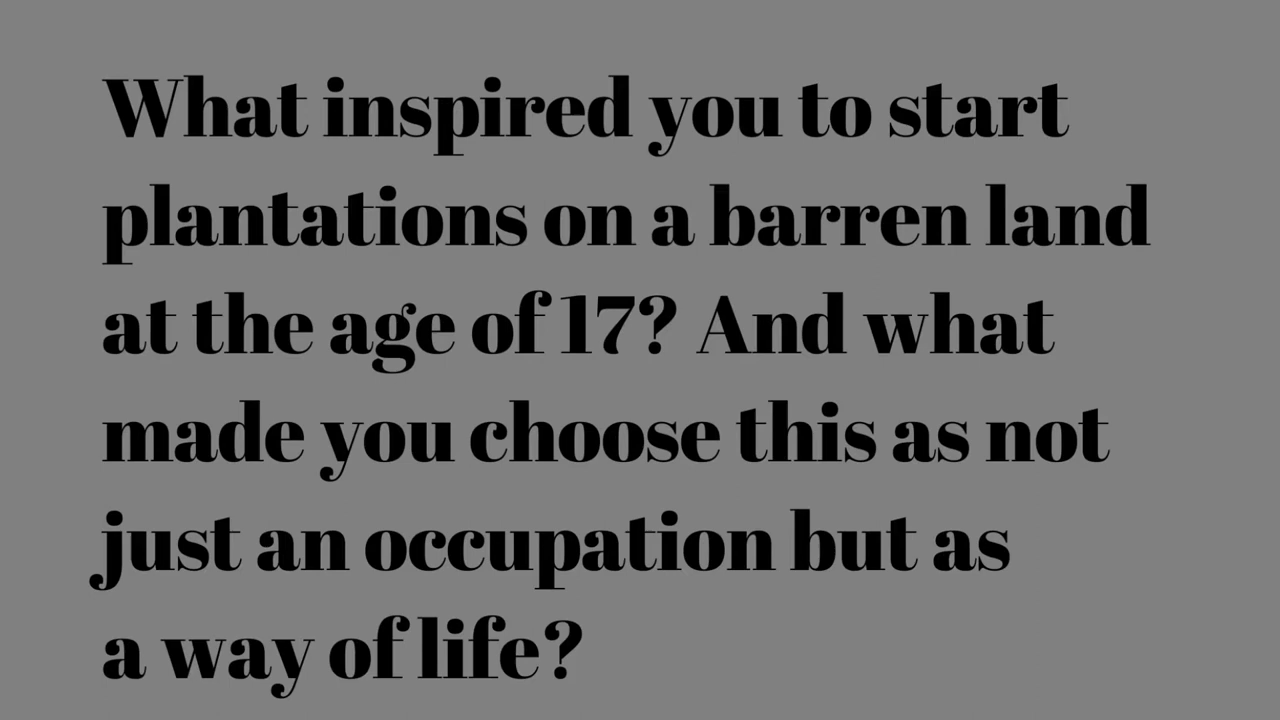 What inspired you to start
plantations on a barren land
at the age of 17? And what
made you choose this as not
just an occupation but as
a way of life?